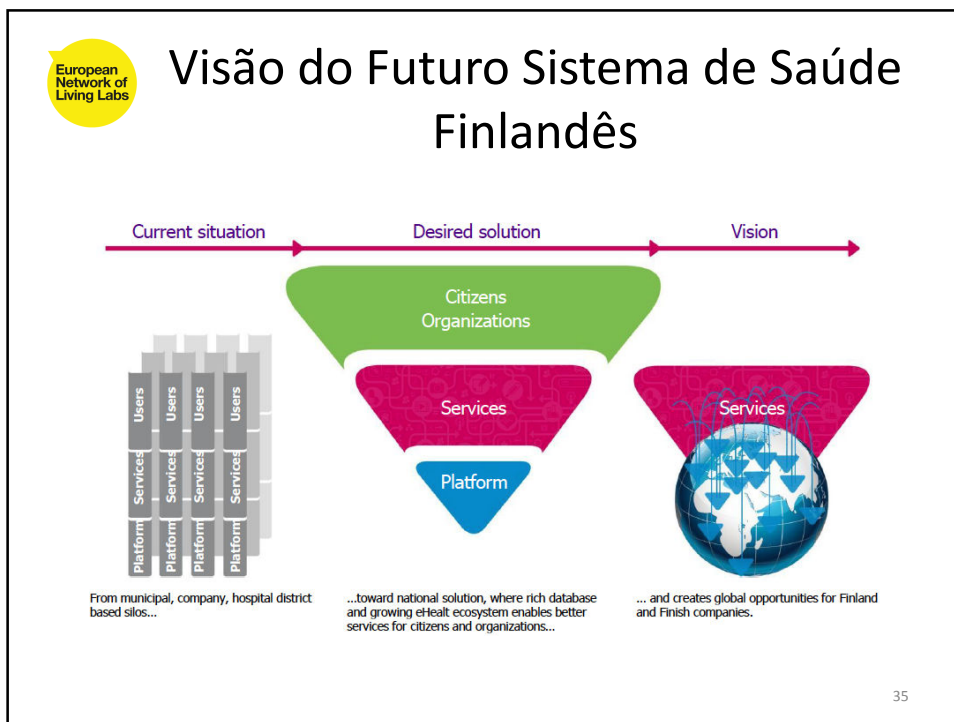 European
Network of
Living Labs
Visão do Futuro Sistema de Saúde
Finlandês
Current situation
Desired solution
Vision
Citizens
Organizations
Services
Platform
Services
Users Users Users Users
Services Services Services Services
Platform Platform Platform Platform
From municipal, company, hospital district
based silos...
...toward national solution, where rich database
and growing eHealt ecosystem enables better
services for citizens and organizations...
... and creates global opportunities for Finland
and Finish companies.
35